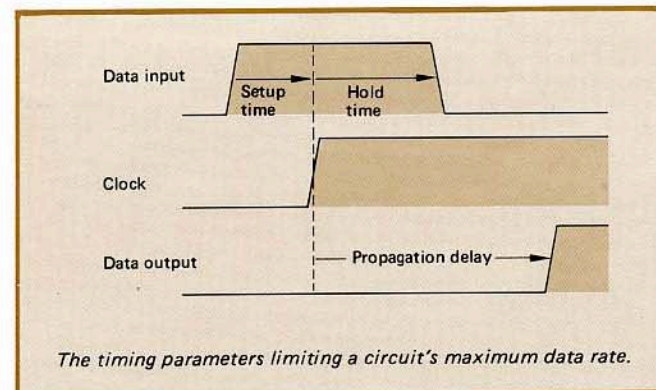 Data input
Setup
time
Hold
time
Clock
Data output
Propagation delay
The timing parameters limiting a circuit's maximum data rate.